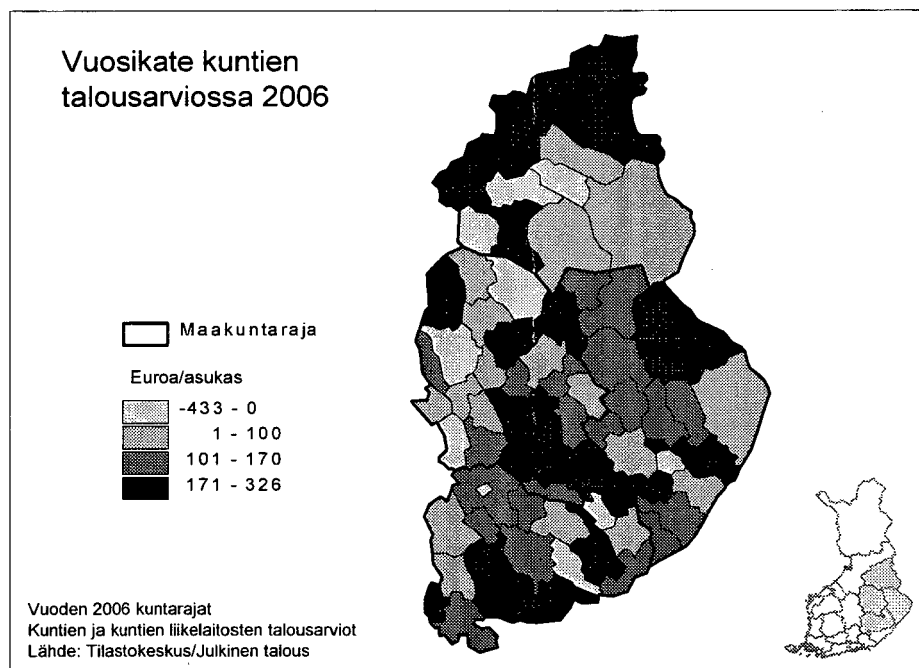 Vuosikate kuntien
talousarviossa 2006
Maakuntaraja
Euroa/asukas
-433 - 0
1 - 100
101 - 170
171 - 326
Vuoden 2006 kuntarajat
Kuntien ja kuntien liikelaitosten talousarviot
Lähde: Tilastokeskus/Julkinen talous